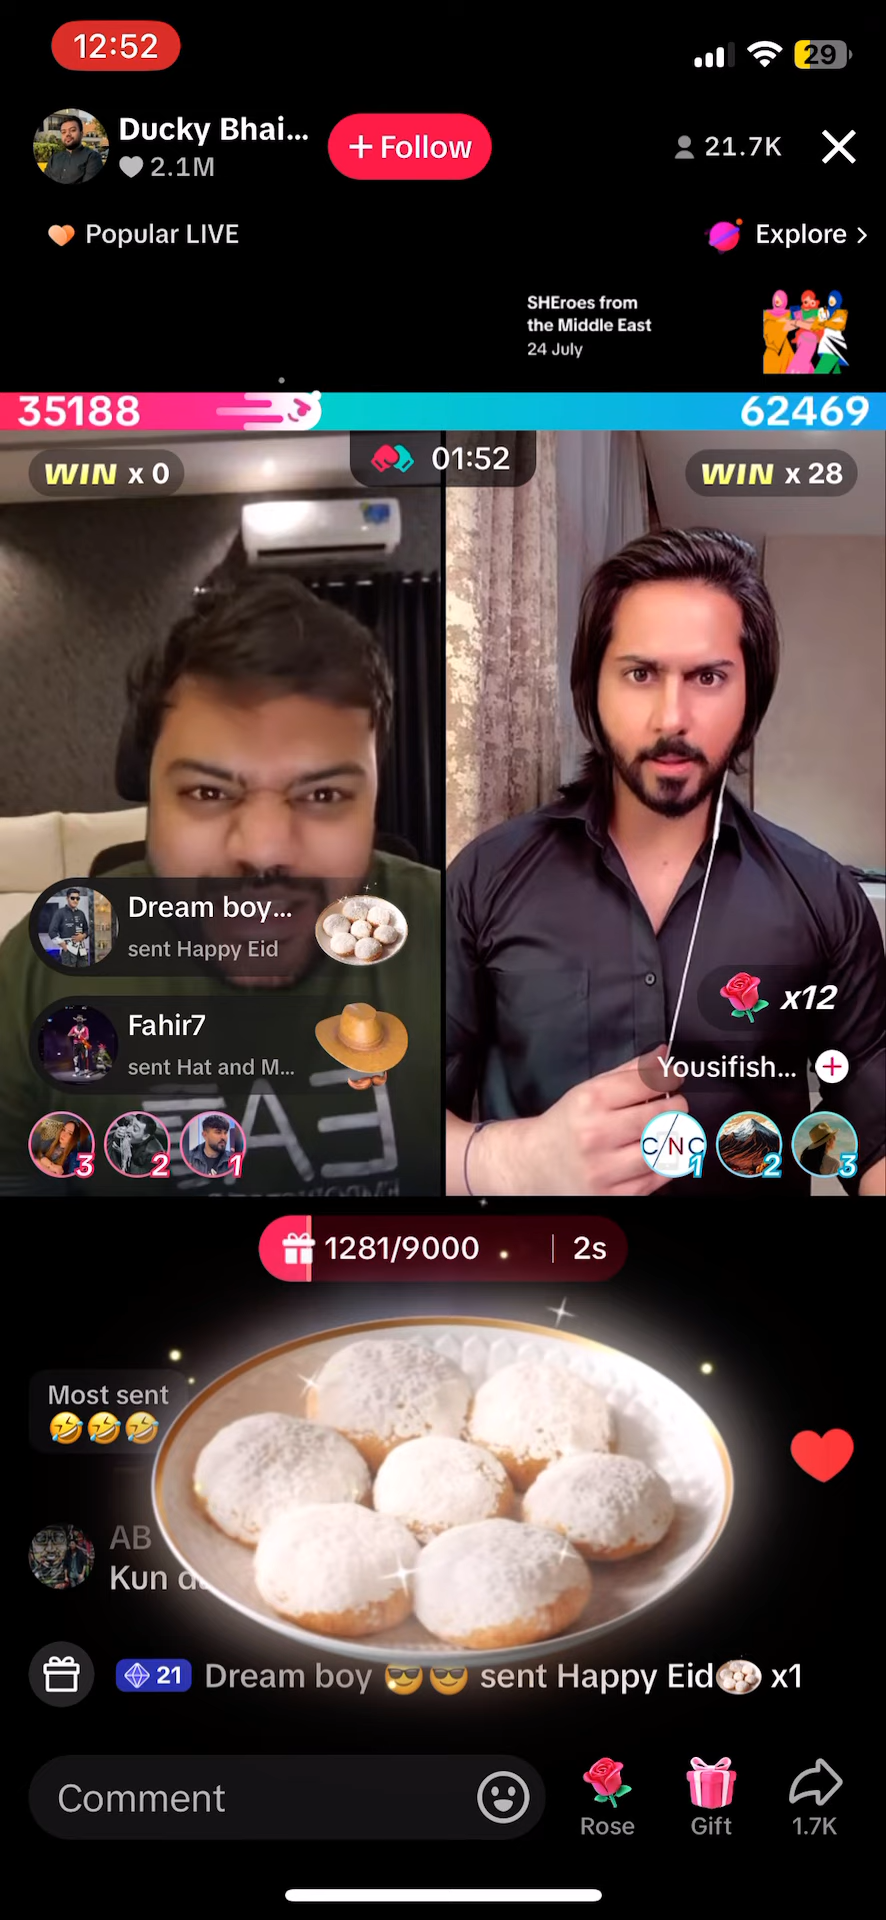 12:52
29
Ducky Bhai...
2.1M
+ Follow
21.7K
Popular LIVE
Explore >
SHEroes from
the Middle East
24 July
35188
62469
WIN x 0
01:52
WIN x 28
Dream boy...
sent Happy Eid
x12
Fahir7
sent Hat and M...
Yousifish...
EA
3
2
1
C/NC
1
2
3
1281/9000
2s
Most sent
AB
Kun d
21 Dream boy 😎😎 sent Happy Eid x1
Comment
Rose
Gift
1.7K